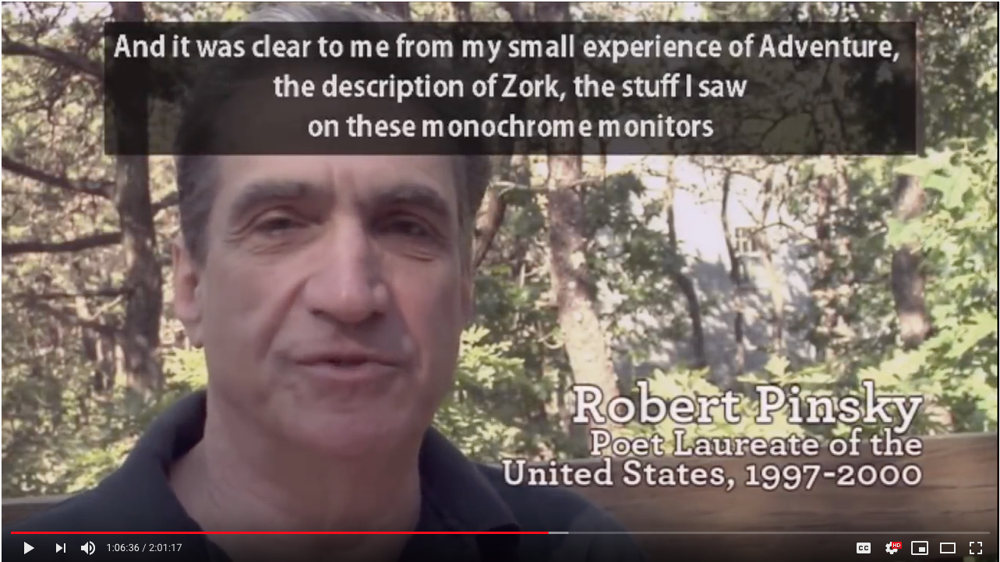 And it was clear to me from my small experience of Adventure,
the description of Zork, the stuff I saw
on these monochrome monitors
Robert Pinsky
Poet Laureate of the
United States, 1997-2000
1:06:36 / 2:01:17
CC
HD